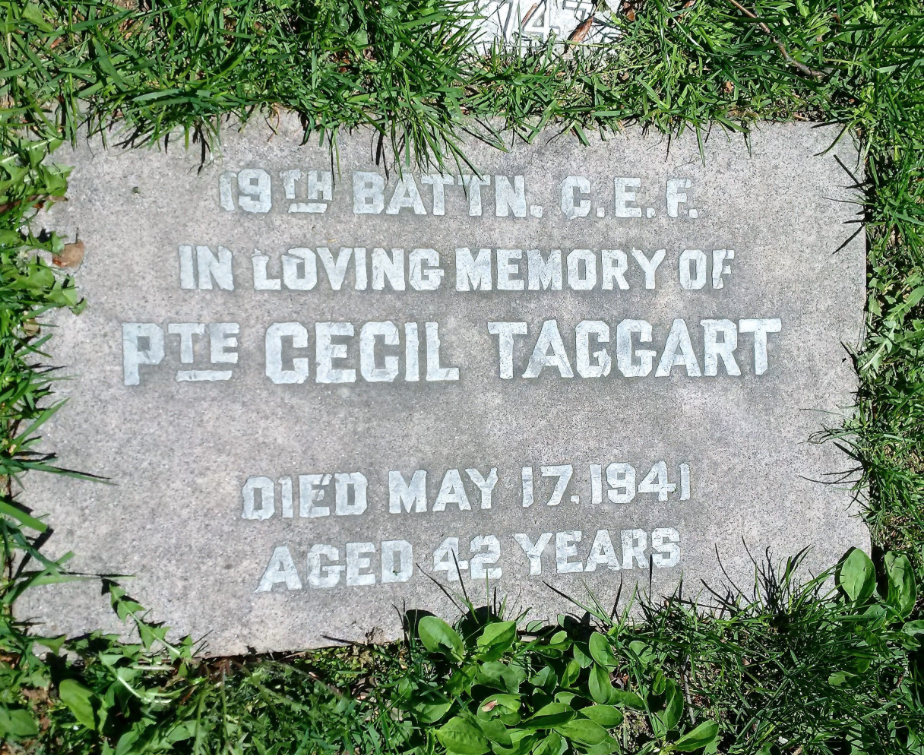 19TH BATTN. C.E.F.
IN LOVING MEMORY OF
PTE CECIL TAGGART
DIED MAY 17. 1941
AGED 42 YEARS